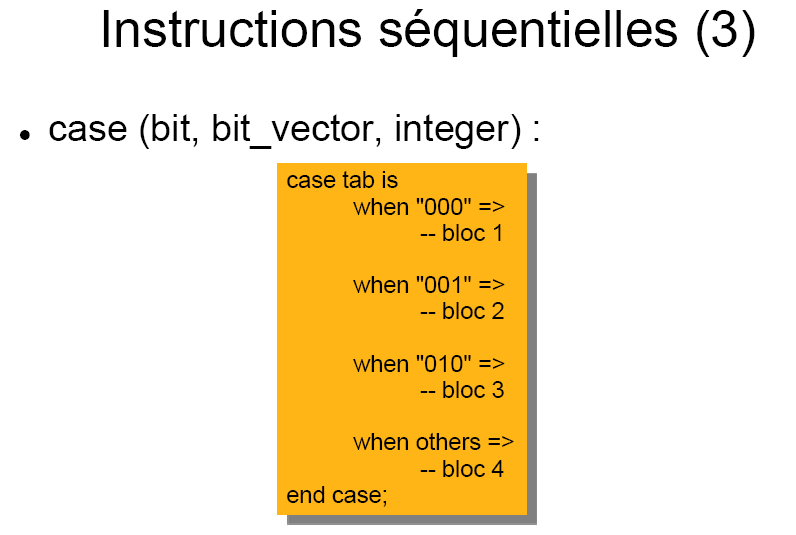 Instructions séquentielles (3)
• case (bit, bit_vector, integer) :
case tab is
when "000" =>
-- bloc 1
when "001" =>
-- bloc 2
when "010" =>
-- bloc 3
when others =>
-- bloc 4
end case;